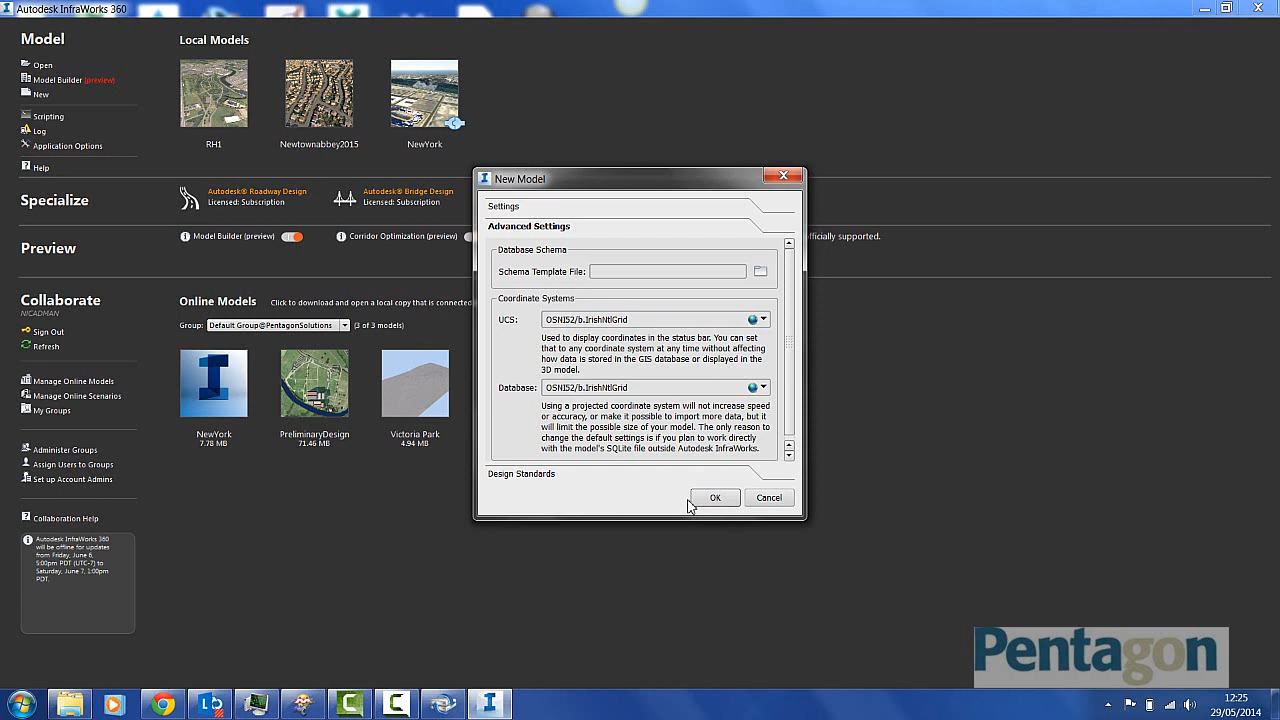 Autodesk InfraWorks 360
Model
Open
Model Builder (preview)
New
Scripting
Log
Application Options
Help
Local Models
RH1
Newtownabbey2015
NewYork
Specialize
Autodesk® Roadway Design
Licensed: Subscription
Autodesk® Bridge Design
Licensed: Subscription
Preview
Model Builder (preview)
Corridor Optimization (preview)
officially supported.
Collaborate
NICADMAN
Sign Out
Refresh
Manage Online Models
Manage Online Scenarios
My Groups
Administer Groups
Assign Users to Groups
Set up Account Admins
Collaboration Help
Autodesk InfraWorks 360
will be offline for updates
from Friday, June 6,
5:00pm PDT (UTC-7) to
Saturday, June 7, 1:00pm
PDT.
Online Models
Click to download and open a local copy that is connected
Group: Default Group@PentagonSolutions (3 of 3 models)
NewYork
7.78 MB
PreliminaryDesign
71.46 MB
Victoria Park
4.94 MB
New Model
Settings
Advanced Settings
Database Schema
Schema Template File:
Coordinate Systems
UCS: OSNI52/b.IrishNtlGrid
Used to display coordinates in the status bar. You can set
that to any coordinate system at any time without affecting
how data is stored in the GIS database or displayed in the
3D model.
Database: OSNI52/b.IrishNtlGrid
Using a projected coordinate system will not increase speed
or accuracy, or make it possible to import more data, but it
will limit the possible size of your model. The only reason to
change the default settings is if you plan to work directly
with the model's SQLite file outside Autodesk InfraWorks.
Design Standards
OK
Cancel
Pentagon
12:25
29/05/2014